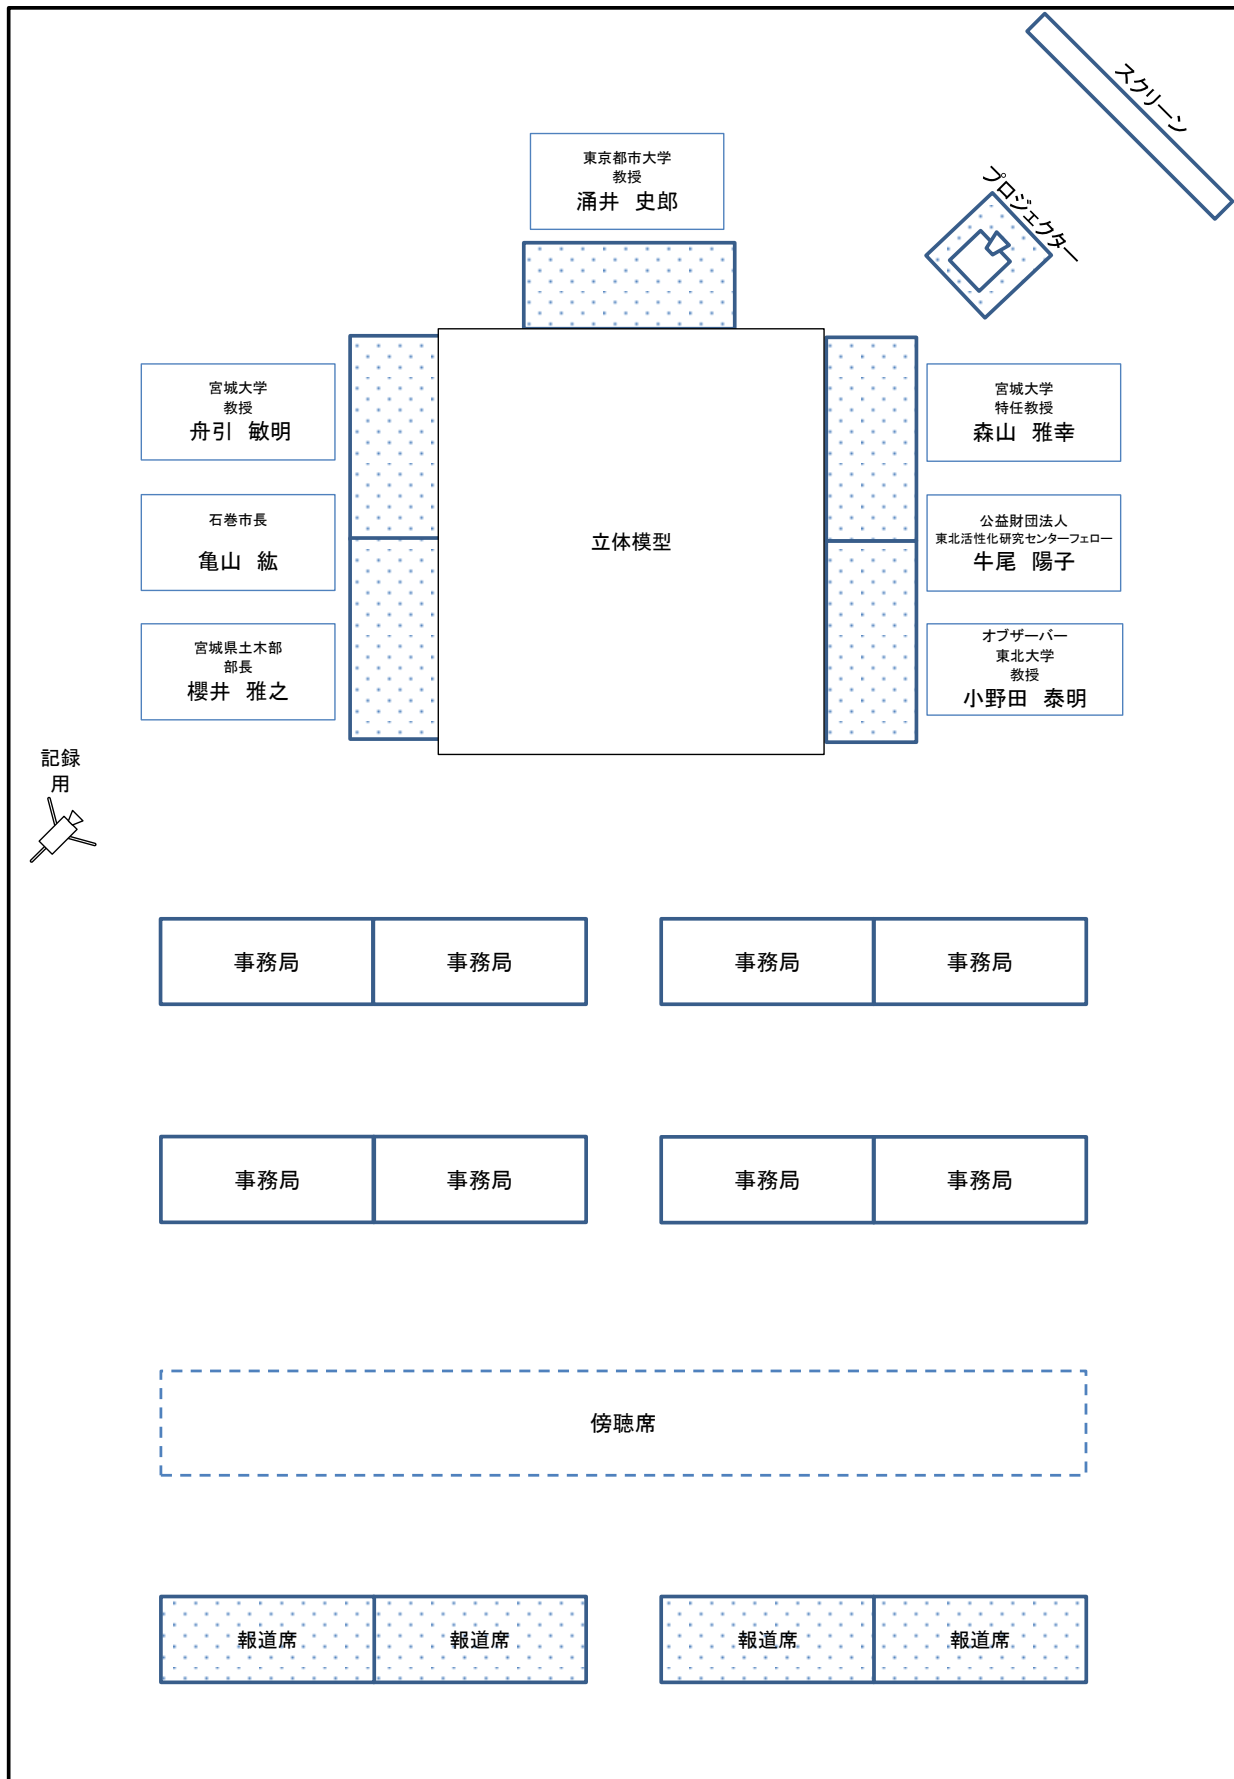 スクリーン
プロジェクター
東京都市大学
教授
涌井　史郎
宮城大学
教授
舟引　敏明
石巻市長
亀山　紘
宮城県土木部
部長
櫻井　雅之
立体模型
宮城大学
特任教授
森山　雅幸
公益財団法人
東北活性化研究センターフェロー
牛尾　陽子
オブザーバー
東北大学
教授
小野田　泰明
記録
用
事務局
事務局
事務局
事務局
事務局
事務局
事務局
事務局
傍聴席
報道席
報道席
報道席
報道席